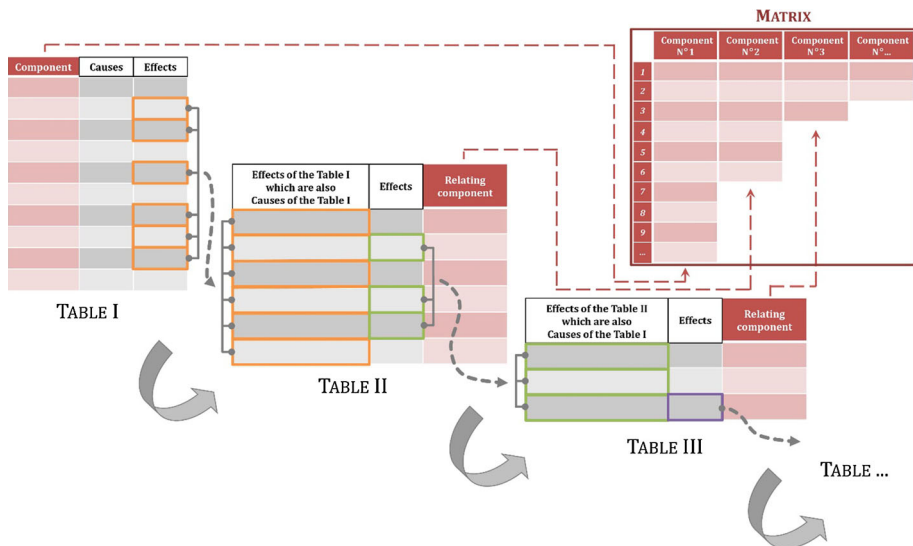 MATRIX
Component N°1
Component N°2
Component N°3
Component N°...
1
2
3
4
5
6
7
8
9
...
Component
Causes
Effects
TABLE I
Effects of the Table I
which are also
Causes of the Table I
Effects
Relating
component
TABLE II
Effects of the Table II
which are also
Causes of the Table I
Effects
Relating
component
TABLE III
TABLE ...